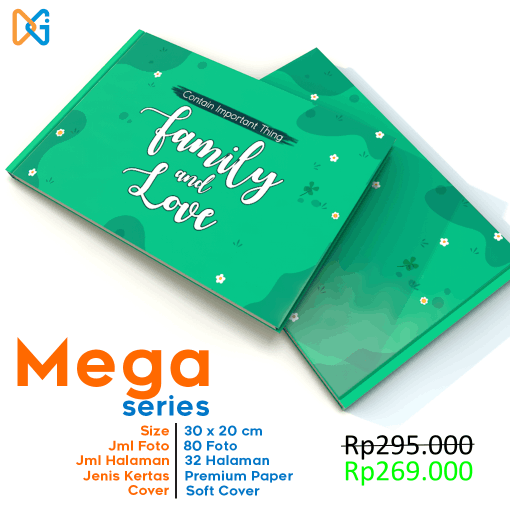 Contain Important Thing
Family
and
Love
Mega
series
Size 30 x 20 cm
Jml Foto 80 Foto
Jml Halaman 32 Halaman
Jenis Kertas Premium Paper
Cover Soft Cover
Rp295.000
Rp269.000